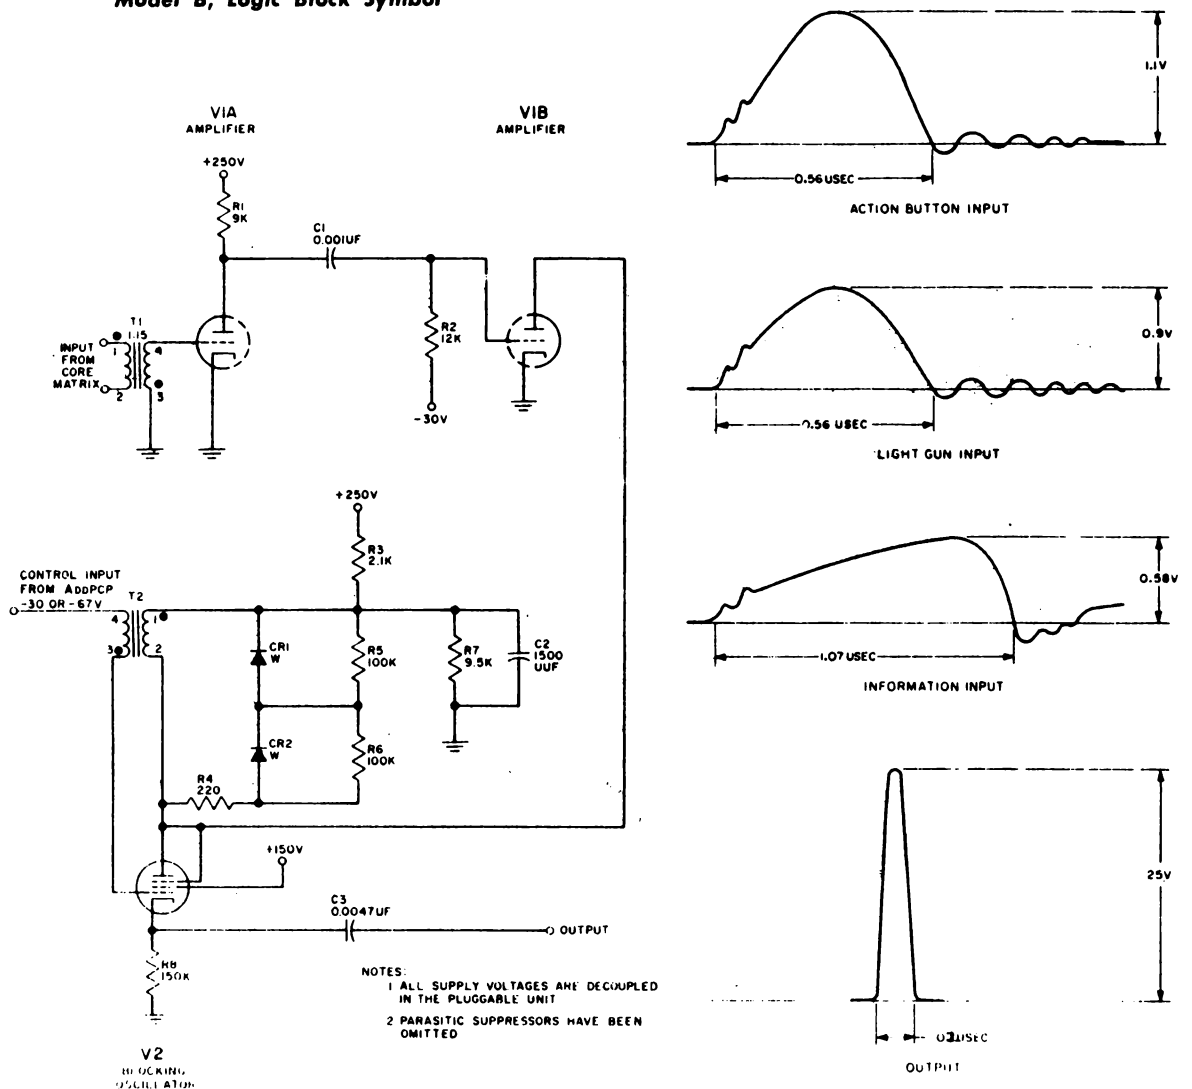 Model B, Logic Block Symbol
V1A
AMPLIFIER
+250V
R1
9K
C1
0.001UF
V1B
AMPLIFIER
R2
12K
-30V
T1
1:15
1
4
2
3
INPUT
FROM
CORE
MATRIX
+250V
R3
2.1K
CONTROL INPUT
FROM ADDPCP
-30 OR -67V
T2
4
1
3
2
CR1
W
R5
100K
R7
9.5K
C2
1500
UUF
CR2
W
R6
100K
R4
220
+150V
C3
0.0047UF
OUTPUT
R8
150K
V2
BLOCKING
OSCILLATOR
NOTES:
1 ALL SUPPLY VOLTAGES ARE DECOUPLED
IN THE PLUGGABLE UNIT
2 PARASITIC SUPPRESSORS HAVE BEEN
OMITTED
1.1V
0.56 USEC
ACTION BUTTON INPUT
0.9V
0.56 USEC
LIGHT GUN INPUT
0.58V
1.07 USEC
INFORMATION INPUT
25V
OUTPUT